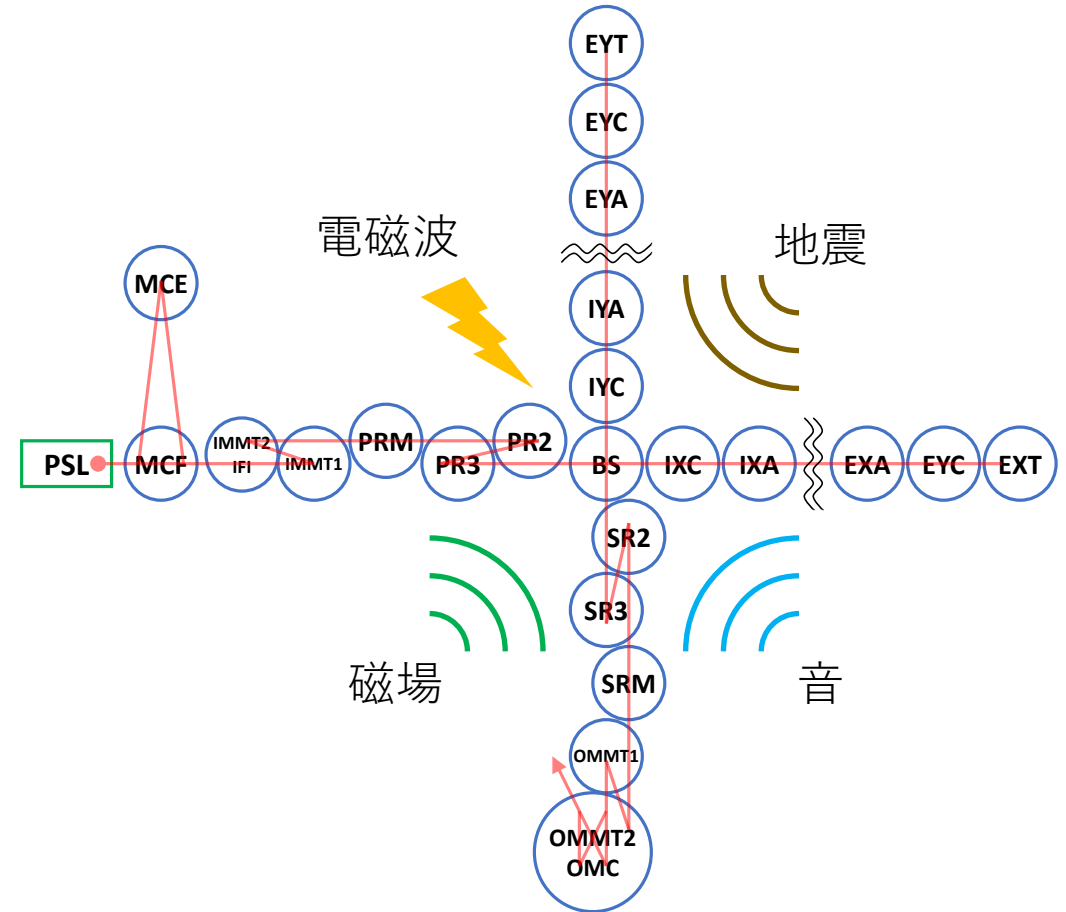 EYT
EYC
EYA
電磁波
地震
MCE
IYA
IYC
PSL
MCF
IMMT2
IFI
IMMT1
PRM
PR3
PR2
BS
IXC
IXA
EXA
EYC
EXT
SR2
SR3
磁場
SRM
音
OMMT1
OMMT2
OMC